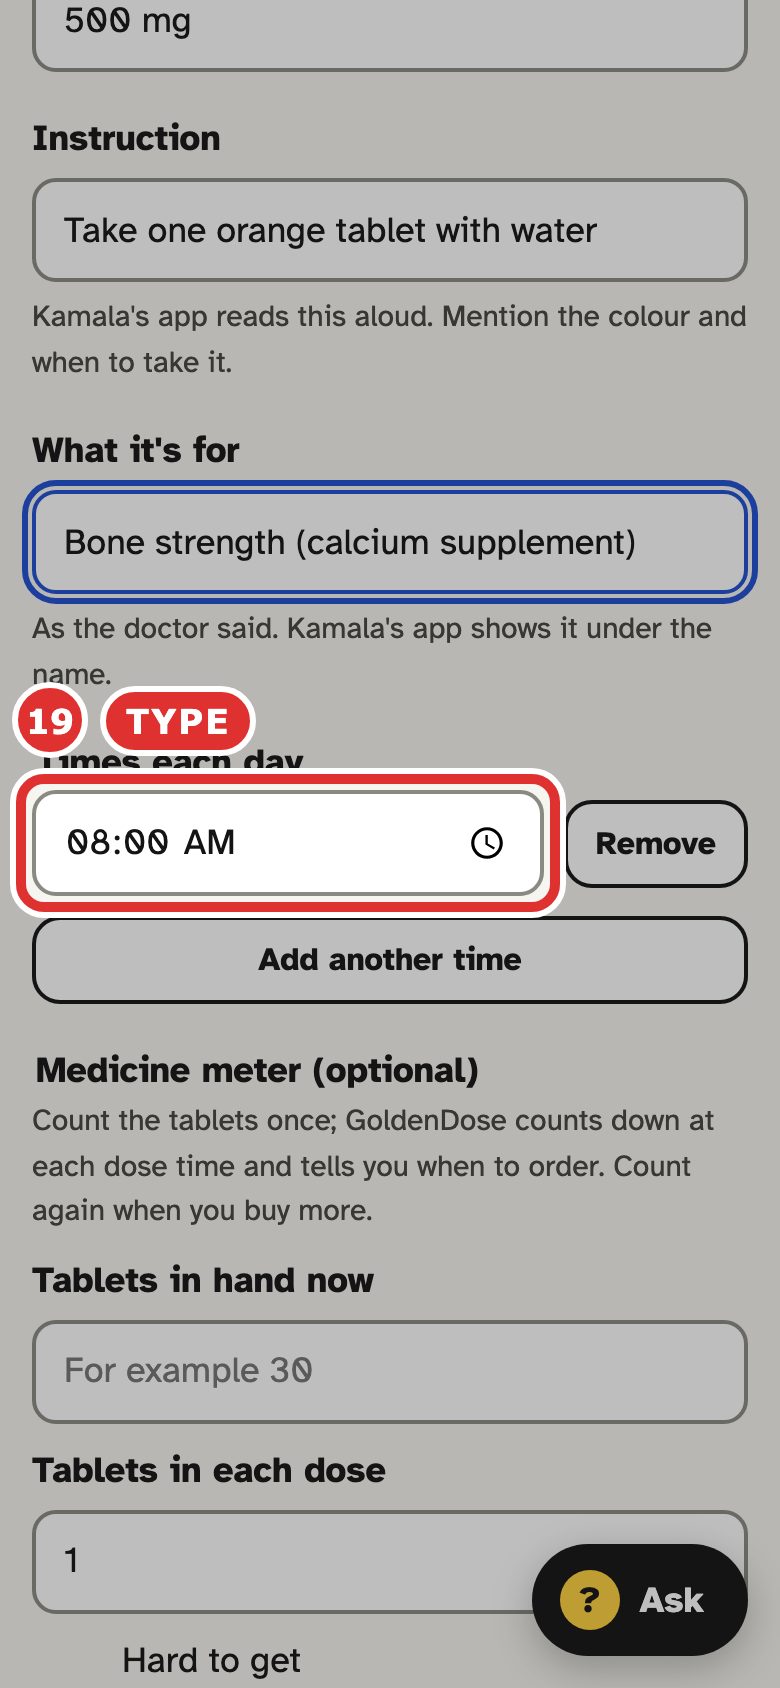 500 mg
Instruction
Take one orange tablet with water
Kamala's app reads this aloud. Mention the colour and
when to take it.
What it's for
Bone strength (calcium supplement)
As the doctor said. Kamala's app shows it under the
name.
19 TYPE
Times each day
08:00 AM
Remove
Add another time
Medicine meter (optional)
Count the tablets once; GoldenDose counts down at
each dose time and tells you when to order. Count
again when you buy more.
Tablets in hand now
For example 30
Tablets in each dose
1
? Ask
Hard to get